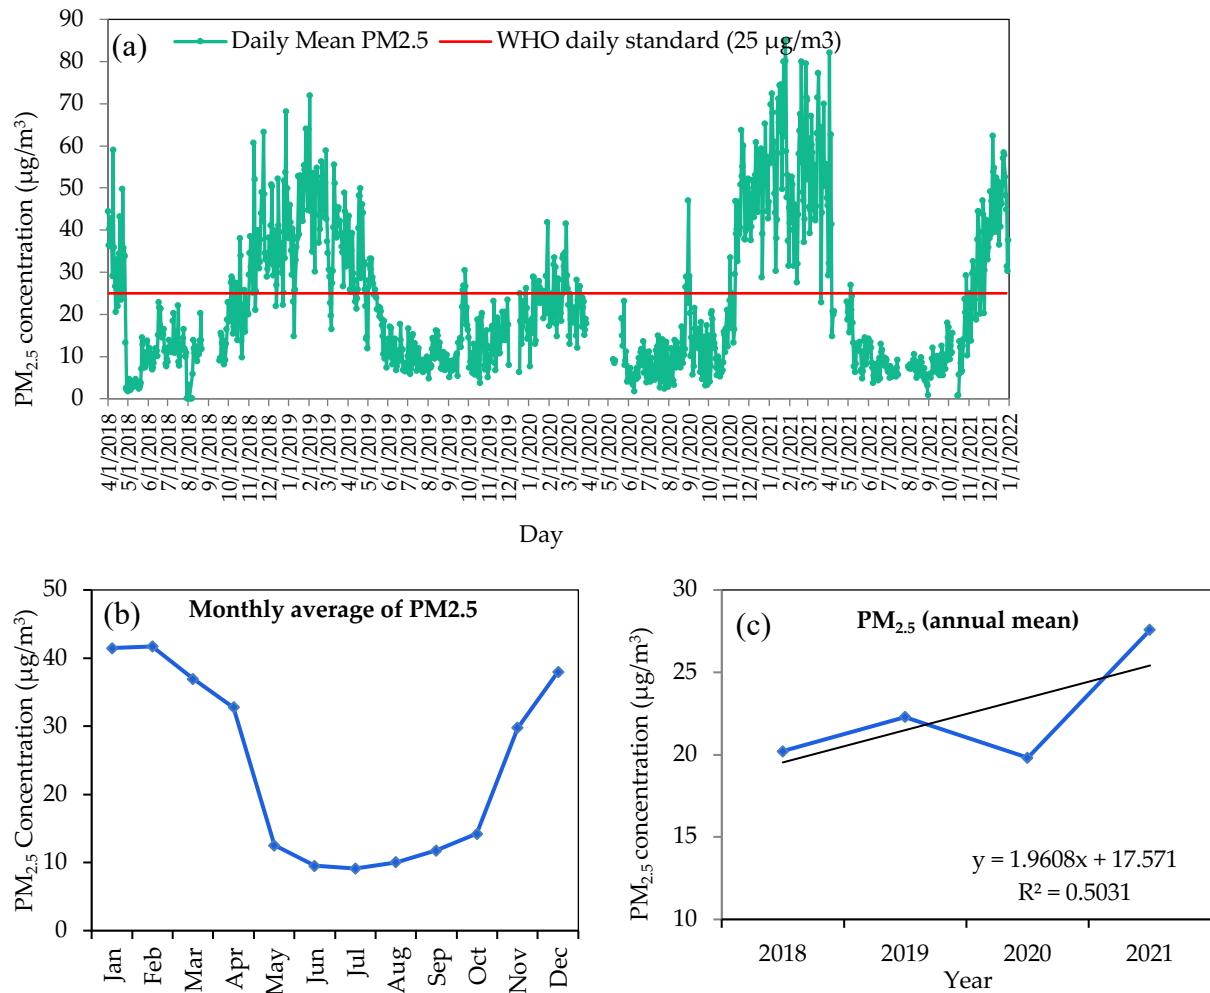 (a)
Daily Mean PM2.5
WHO daily standard (25 µg/m3)
PM2.5 concentration (µg/m³)
90
80
70
60
50
40
30
20
10
0
4/1/2018
5/1/2018
6/1/2018
7/1/2018
8/1/2018
9/1/2018
10/1/2018
11/1/2018
12/1/2018
1/1/2019
2/1/2019
3/1/2019
4/1/2019
5/1/2019
6/1/2019
7/1/2019
8/1/2019
9/1/2019
10/1/2019
11/1/2019
12/1/2019
1/1/2020
2/1/2020
3/1/2020
4/1/2020
5/1/2020
6/1/2020
7/1/2020
8/1/2020
9/1/2020
10/1/2020
11/1/2020
12/1/2020
1/1/2021
2/1/2021
3/1/2021
4/1/2021
5/1/2021
6/1/2021
7/1/2021
8/1/2021
9/1/2021
10/1/2021
11/1/2021
12/1/2021
1/1/2022
Day
(b)
Monthly average of PM2.5
PM2.5 Concentration (µg/m³)
50
40
30
20
10
0
Jan
Feb
Mar
Apr
May
Jun
Jul
Aug
Sep
Oct
Nov
Dec
(c)
PM2.5 (annual mean)
PM2.5 concentration (µg/m³)
30
25
20
15
10
y = 1.9608x + 17.571
R² = 0.5031
2018
2019
2020
2021
Year